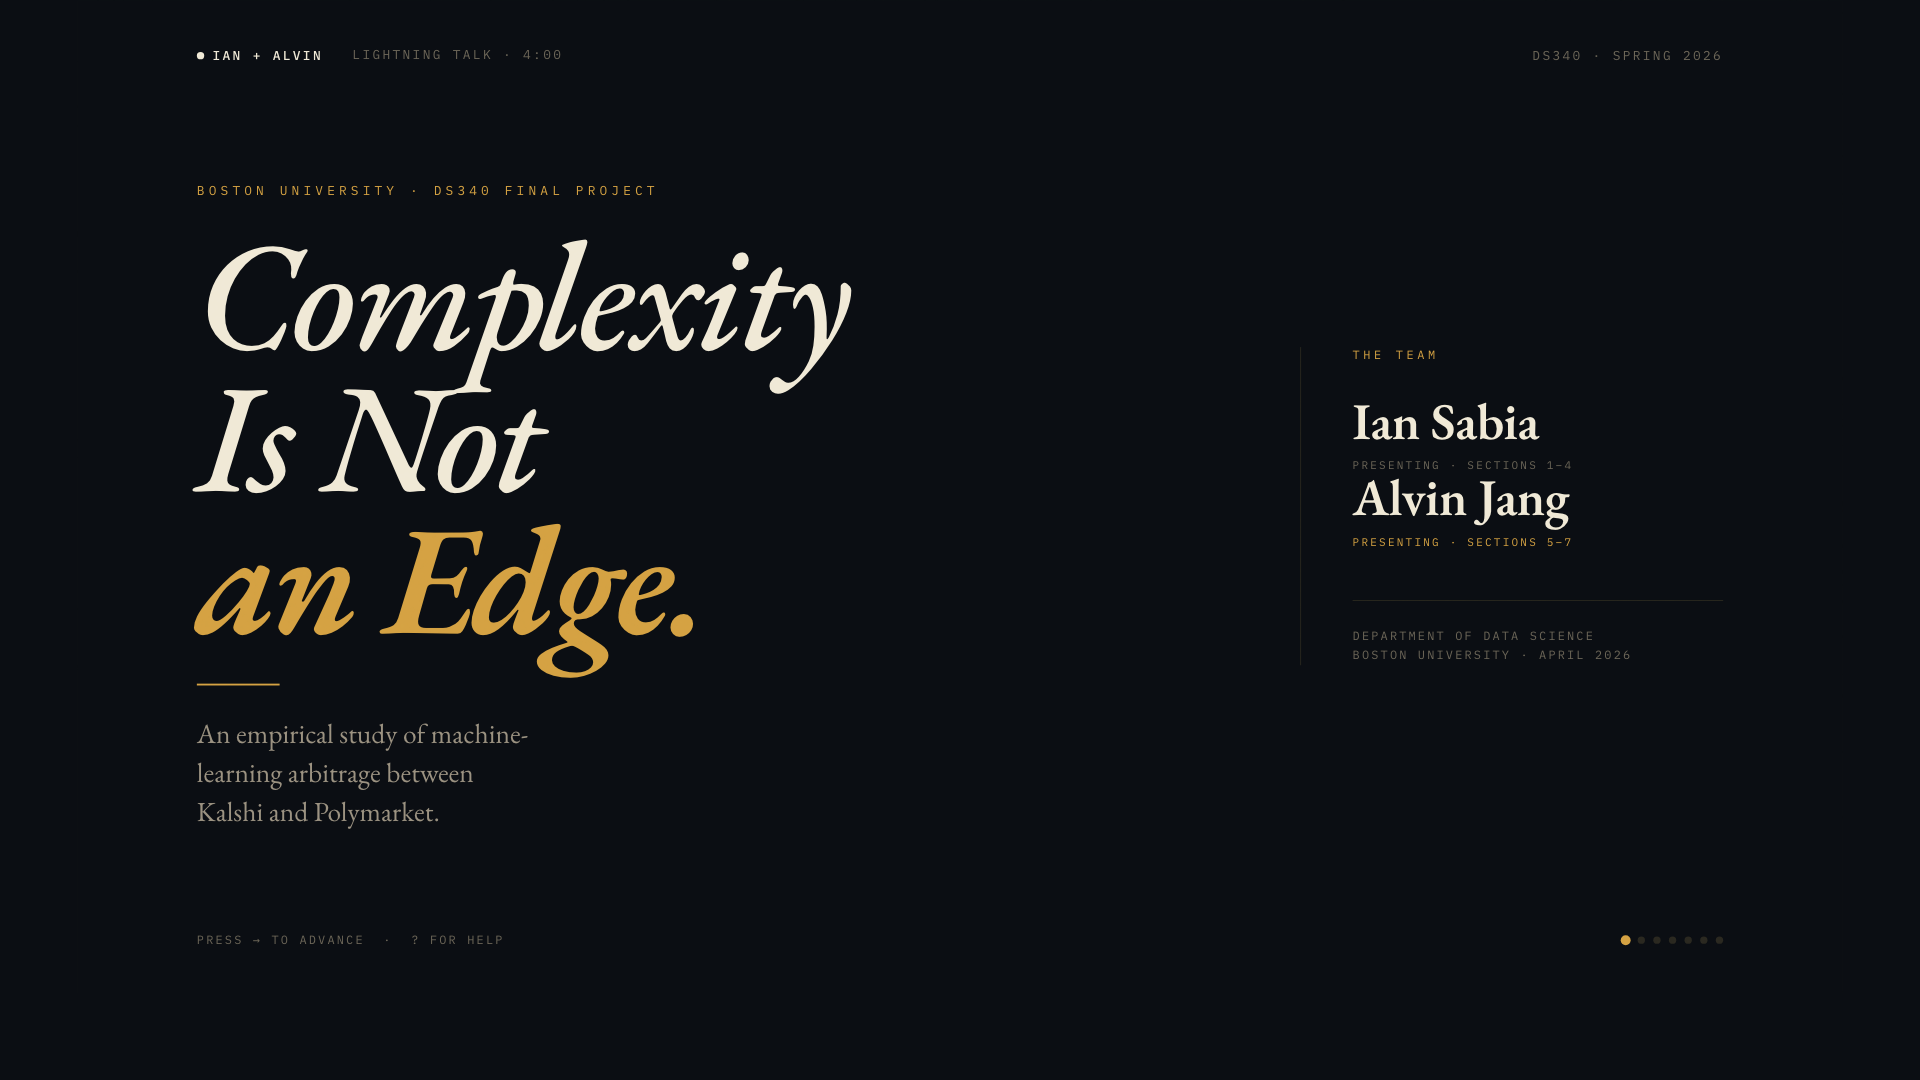 IAN + ALVIN LIGHTNING TALK · 4:00
DS340 · SPRING 2026
BOSTON UNIVERSITY · DS340 FINAL PROJECT
Complexity
Is Not
an Edge.
An empirical study of machine-
learning arbitrage between
Kalshi and Polymarket.
THE TEAM
Ian Sabia
PRESENTING · SECTIONS 1–4
Alvin Jang
PRESENTING · SECTIONS 5–7
DEPARTMENT OF DATA SCIENCE
BOSTON UNIVERSITY · APRIL 2026
PRESS → TO ADVANCE · ? FOR HELP